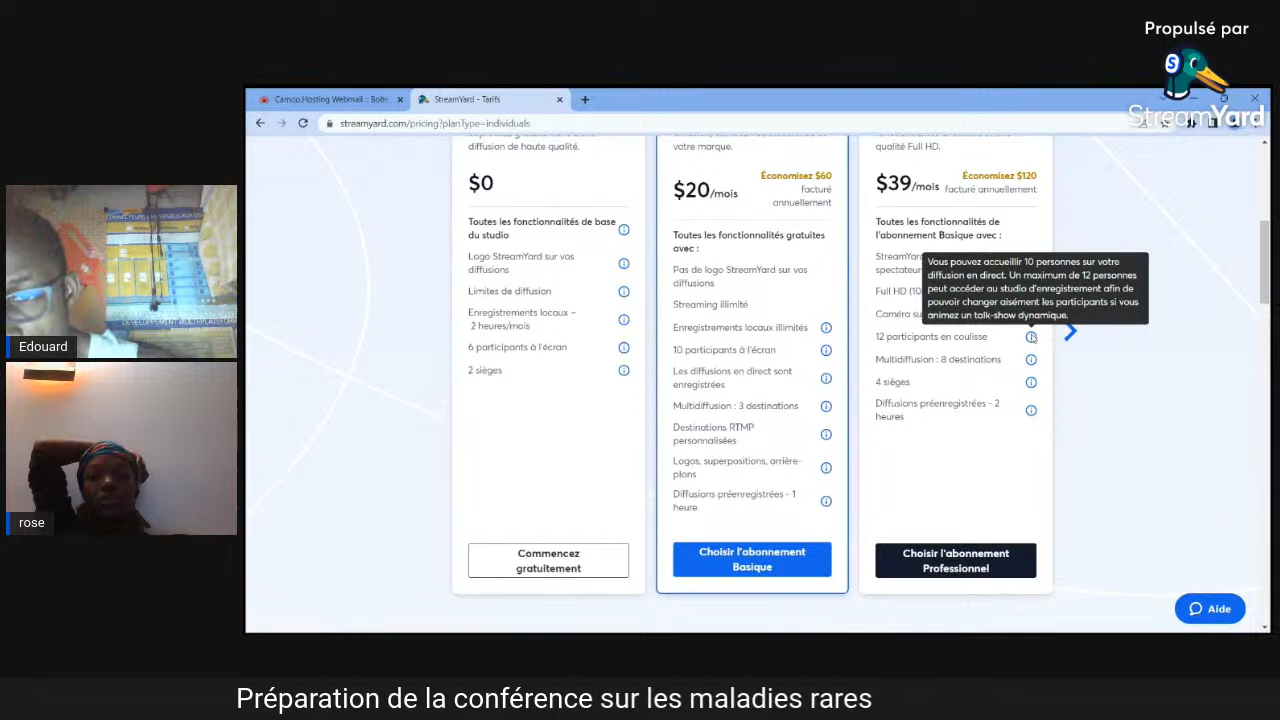 Propulsé par
StreamYard
Camoo.Hosting Webmail :: Boîte
StreamYard - Tarifs
streamyard.com/pricing?planType=individuals
diffusion de haute qualité.
$0
Toutes les fonctionnalités de base
du studio
Logo StreamYard sur vos
diffusions
Limites de diffusion
Enregistrements locaux –
2 heures/mois
6 participants à l'écran
2 sièges
Commencez
gratuitement
votre marque.
$20/mois
Économisez $60
facturé
annuellement
Toutes les fonctionnalités gratuites
avec :
Pas de logo StreamYard sur vos
diffusions
Streaming illimité
Enregistrements locaux illimités
10 participants à l'écran
Les diffusions en direct sont
enregistrées
Multidiffusion : 3 destinations
Destinations RTMP
personnalisées
Logos, superpositions, arrière-
plans
Diffusions préenregistrées - 1
heure
Choisir l'abonnement
Basique
qualité Full HD.
$39/mois
Économisez $120
facturé annuellement
Toutes les fonctionnalités de
l'abonnement Basique avec :
Vous pouvez accueillir 10 personnes sur votre
diffusion en direct. Un maximum de 12 personnes
peut accéder au studio d'enregistrement afin de
pouvoir changer aisément les participants si vous
animez un talk-show dynamique.
StreamYar
spectateur
Full HD (10
Caméra su
12 participants en coulisse
Multidiffusion : 8 destinations
4 sièges
Diffusions préenregistrées - 2
heures
Choisir l'abonnement
Professionnel
Aide
Edouard
rose
Préparation de la conférence sur les maladies rares